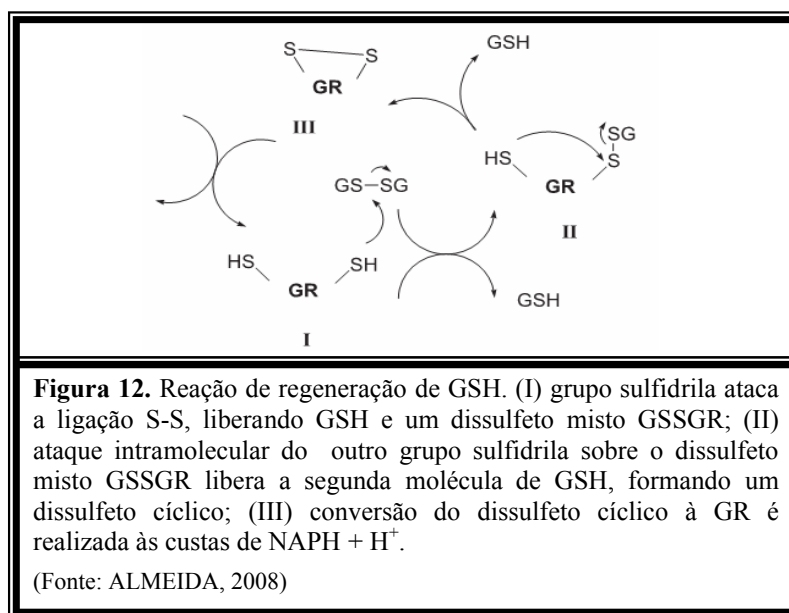 S S
GR
III
GSH
SG
HS S
GR
II
GS—SG
HS SH
GR
I
GSH
Figura 12. Reação de regeneração de GSH. (I) grupo sulfidrila ataca
a ligação S-S, liberando GSH e um dissulfeto misto GSSGR; (II)
ataque intramolecular do outro grupo sulfidrila sobre o dissulfeto
misto GSSGR libera a segunda molécula de GSH, formando um
dissulfeto cíclico; (III) conversão do dissulfeto cíclico à GR é
realizada às custas de NAPH + H⁺.
(Fonte: ALMEIDA, 2008)